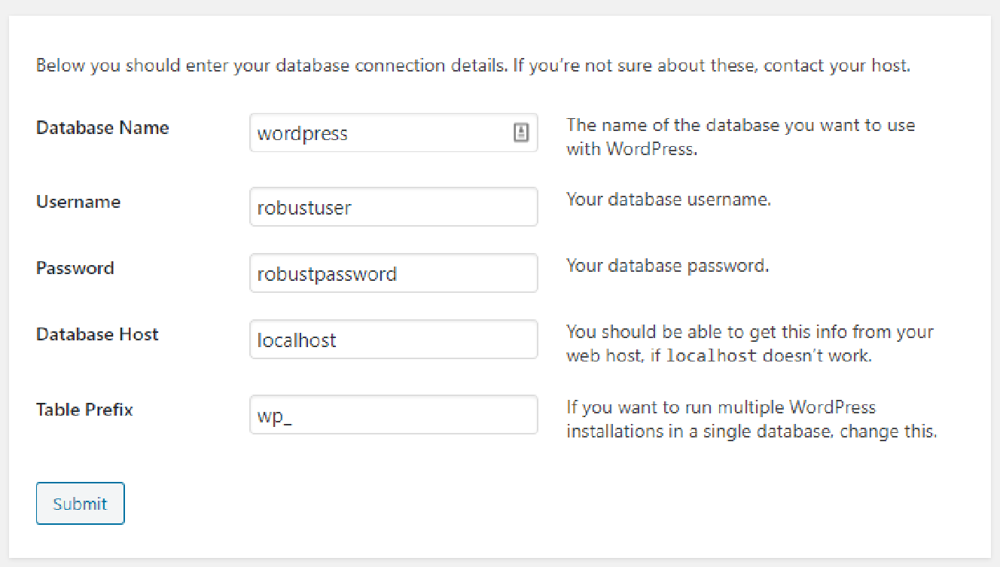 Below you should enter your database connection details. If you’re not sure about these, contact your host.
Database Name
wordpress
The name of the database you want to use
with WordPress.
Username
robustuser
Your database username.
Password
robustpassword
Your database password.
Database Host
localhost
You should be able to get this info from your
web host, if localhost doesn’t work.
Table Prefix
wp_
If you want to run multiple WordPress
installations in a single database, change this.
Submit